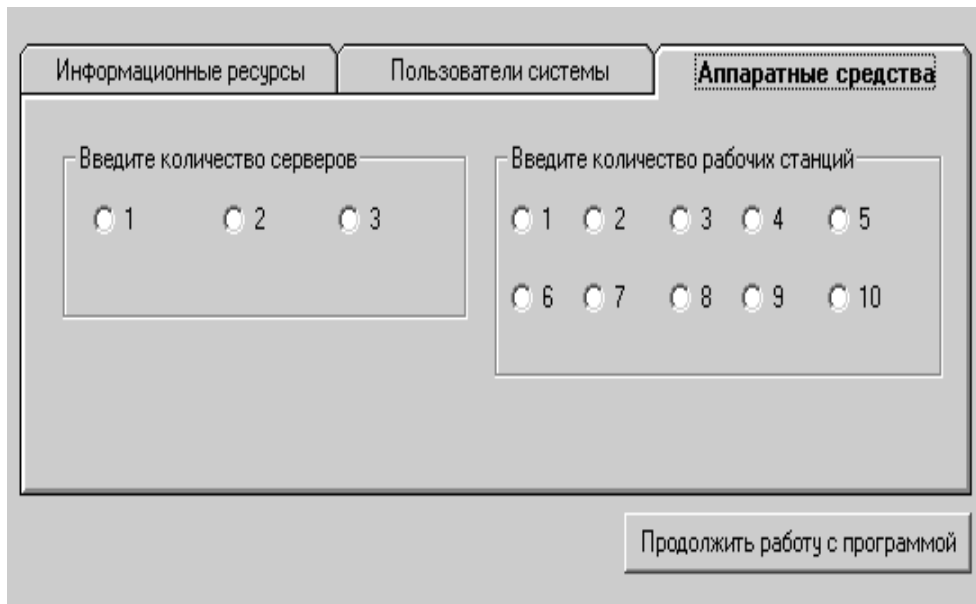 Информационные ресурсы Пользователи системы Аппаратные средства
Введите количество серверов
1 2 3
Введите количество рабочих станций
1 2 3 4 5
6 7 8 9 10
Продолжить работу с программой